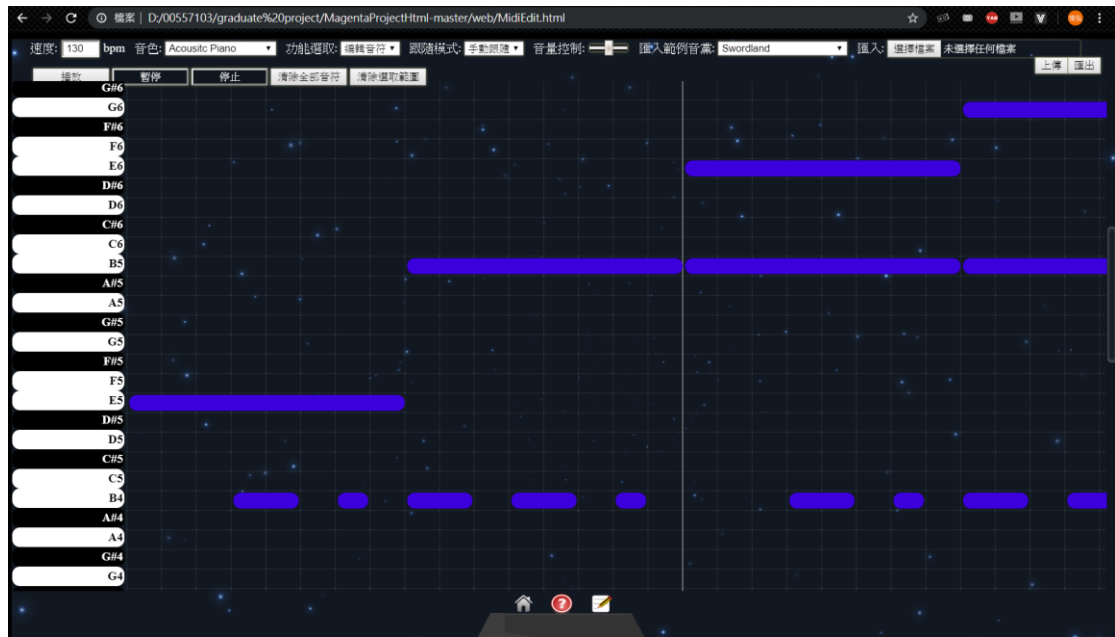 檔案 | D:/00557103/graduate%20project/MagentaProjectHtml-master/web/MidiEdit.html
速度: 130 bpm 音色: Acousitc Piano 功能選取: 編輯音符 跟隨模式: 手動跟隨 音量控制: 匯入範例音黨: Swordland 匯入: 選擇檔案 未選擇任何檔案
上傳 匯出
播放 暫停 停止 清除全部音符 清除選取範圍
G#6
G6
F#6
F6
E6
D#6
D6
C#6
C6
B5
A#5
A5
G#5
G5
F#5
F5
E5
D#5
D5
C#5
C5
B4
A#4
A4
G#4
G4